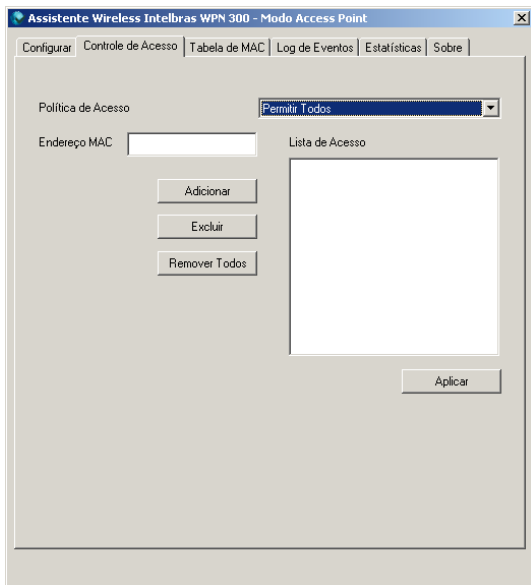 Assistente Wireless Intelbras WPN 300 - Modo Access Point
Configurar Controle de Acesso Tabela de MAC Log de Eventos Estatísticas Sobre
Política de Acesso Permitir Todos
Endereço MAC Lista de Acesso
Adicionar
Excluir
Remover Todos
Aplicar